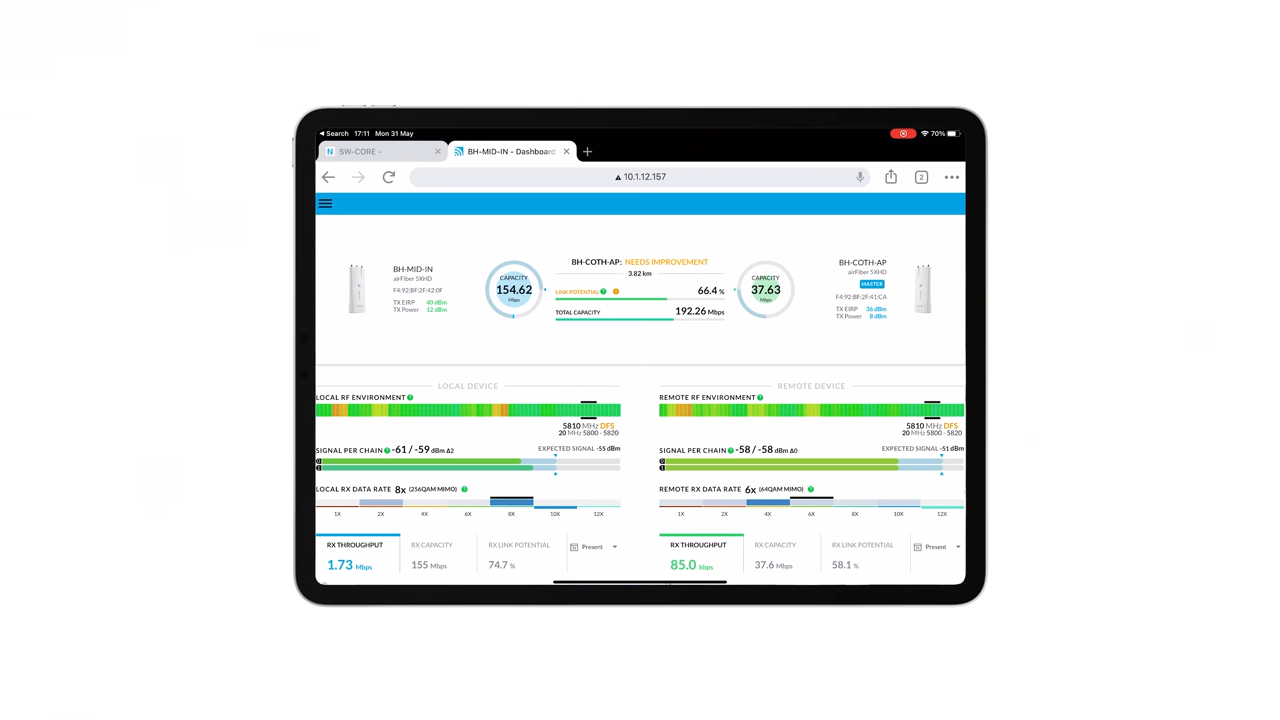 Search 17:11 Mon 31 May 70%
N SW-CORE - BH-MID-IN - Dashboard
10.1.12.157 2
BH-MID-IN
airFiber 5XHD
F4:92:BF:2F:42:0F
TX EIRP 40 dBm
TX Power 12 dBm
CAPACITY
154.62
Mbps
BH-COTH-AP: NEEDS IMPROVEMENT
3.82 km
LINK POTENTIAL 66.4 %
TOTAL CAPACITY 192.26 Mbps
CAPACITY
37.63
Mbps
BH-COTH-AP
airFiber 5XHD
MASTER
F4:92:BF:2F:41:CA
TX EIRP 36 dBm
TX Power 8 dBm
LOCAL DEVICE
LOCAL RF ENVIRONMENT
5810 MHz DFS
20 MHz 5800 - 5820
SIGNAL PER CHAIN -61 / -59 dBm Δ2 EXPECTED SIGNAL -55 dBm
0
1
LOCAL RX DATA RATE 8x (256QAM MIMO)
1X 2X 4X 6X 8X 10X 12X
RX THROUGHPUT RX CAPACITY RX LINK POTENTIAL Present
1.73 Mbps 155 Mbps 74.7 %
REMOTE DEVICE
REMOTE RF ENVIRONMENT
5810 MHz DFS
20 MHz 5800 - 5820
SIGNAL PER CHAIN -58 / -58 dBm Δ0 EXPECTED SIGNAL -51 dBm
0
1
REMOTE RX DATA RATE 6x (64QAM MIMO)
1X 2X 4X 6X 8X 10X 12X
RX THROUGHPUT RX CAPACITY RX LINK POTENTIAL Present
85.0 kbps 37.6 Mbps 58.1 %